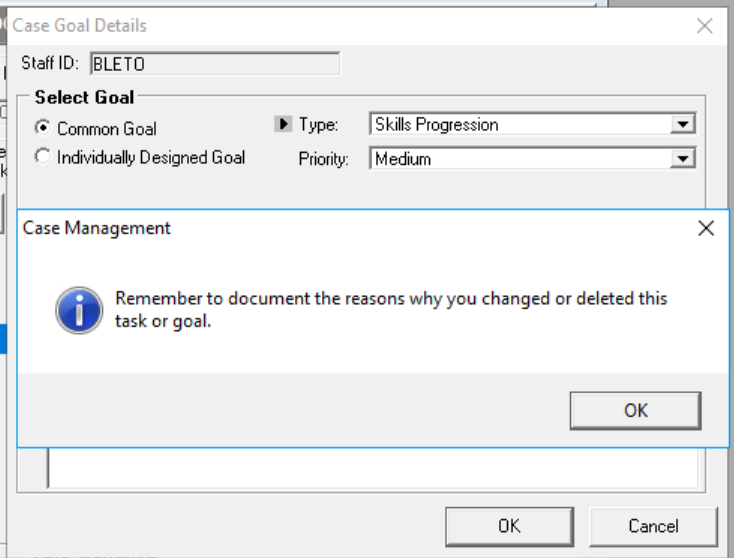 Case Goal Details
Staff ID: BLETO
Select Goal
Common Goal
Type: Skills Progression
Individually Designed Goal
Priority: Medium
Case Management
Remember to document the reasons why you changed or deleted this
task or goal.
OK
OK Cancel